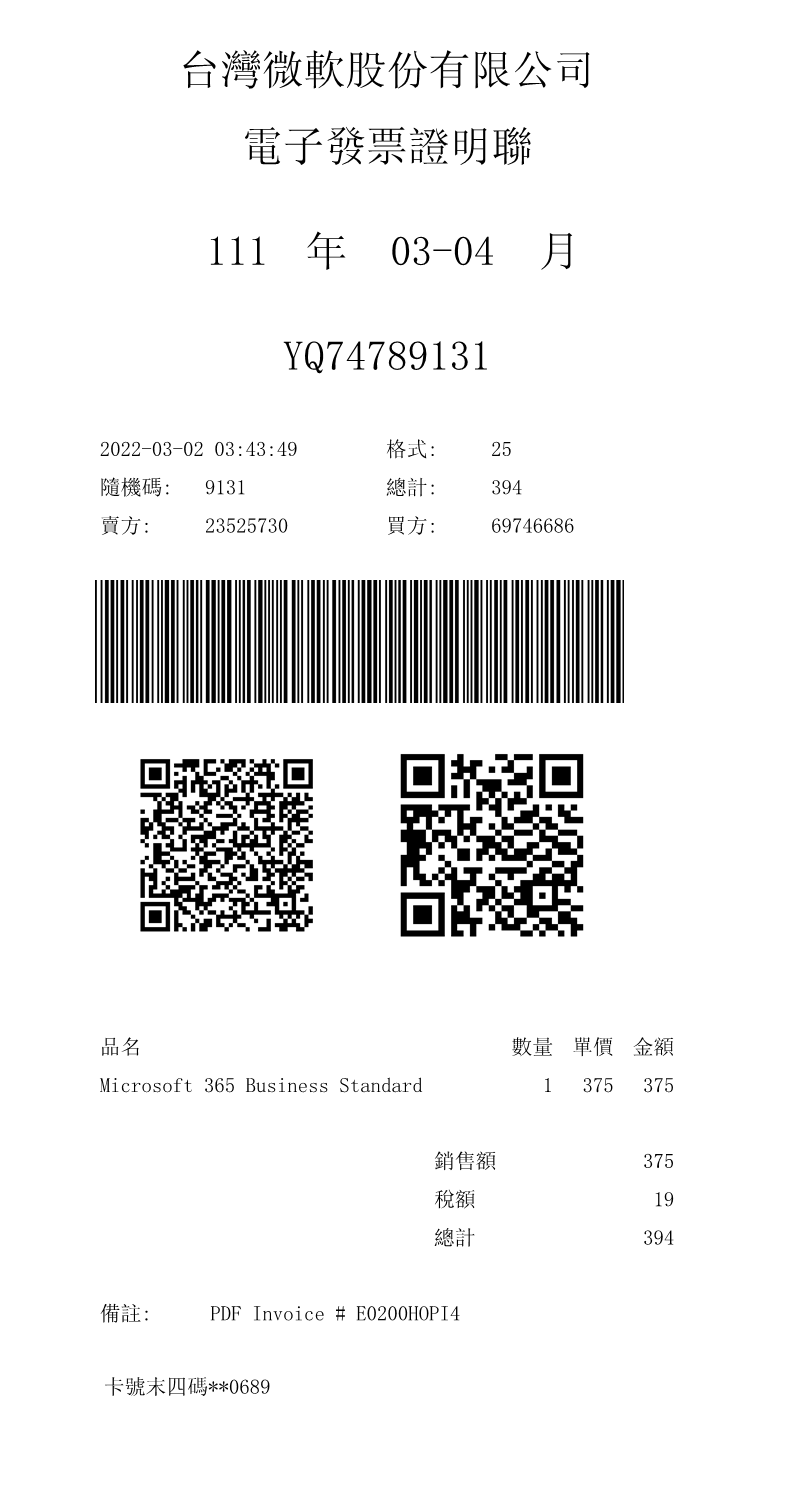 台灣微軟股份有限公司
電子發票證明聯
111 年 03-04 月
YQ74789131
2022-03-02 03:43:49 格式: 25
隨機碼: 9131 總計: 394
賣方: 23525730 買方: 69746686
品名 數量 單價 金額
Microsoft 365 Business Standard 1 375 375
銷售額 375
稅額 19
總計 394
備註: PDF Invoice # E0200HOPI4
卡號末四碼**0689